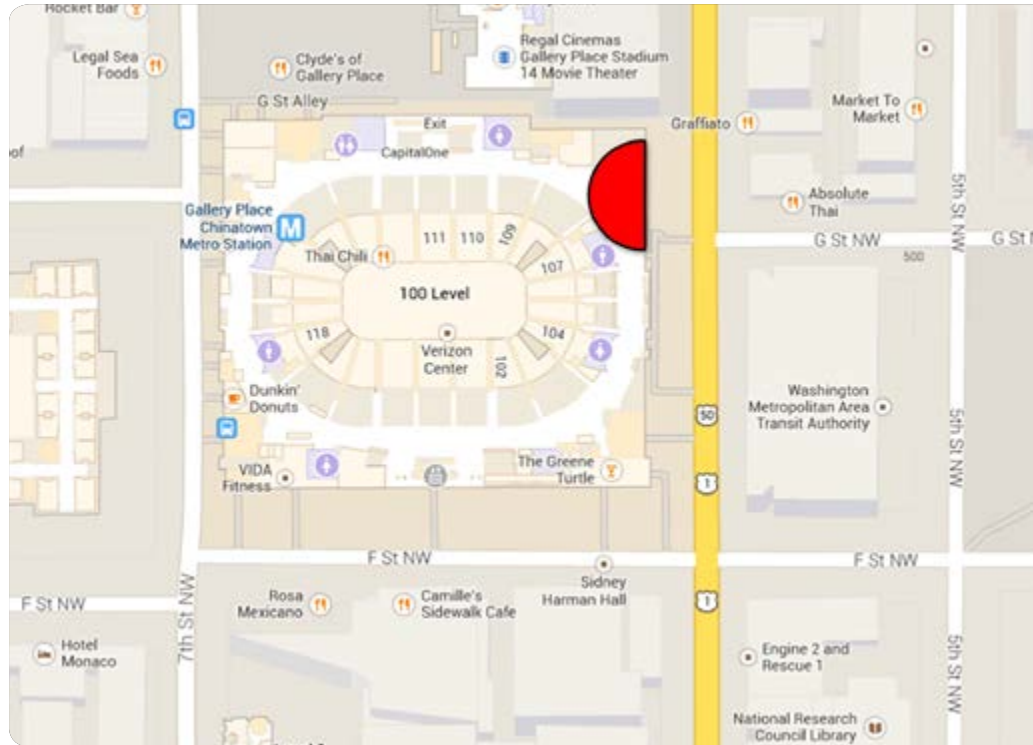 Rocket Bar
Legal Sea
Foods
Clyde's of
Gallery Place
Regal Cinemas
Gallery Place Stadium
14 Movie Theater
G St Alley
Exit
CapitalOne
Graffiato
Market To
Market
Absolute
Thai
5th St NW
Gallery Place
Chinatown
Metro Station
M
Thai Chili
111
110
109
107
G St NW
G St N
500
100 Level
118
104
102
Verizon
Center
Dunkin'
Donuts
50
Washington
Metropolitan Area
Transit Authority
5th St NW
VIDA
Fitness
The Greene
Turtle
1
F St NW
F St NW
Sidney
Harman Hall
F St NW
7th St NW
Rosa
Mexicano
Camille's
Sidewalk Cafe
1
Hotel
Monaco
Engine 2 and
Rescue 1
5th St NW
National Research
Council Library